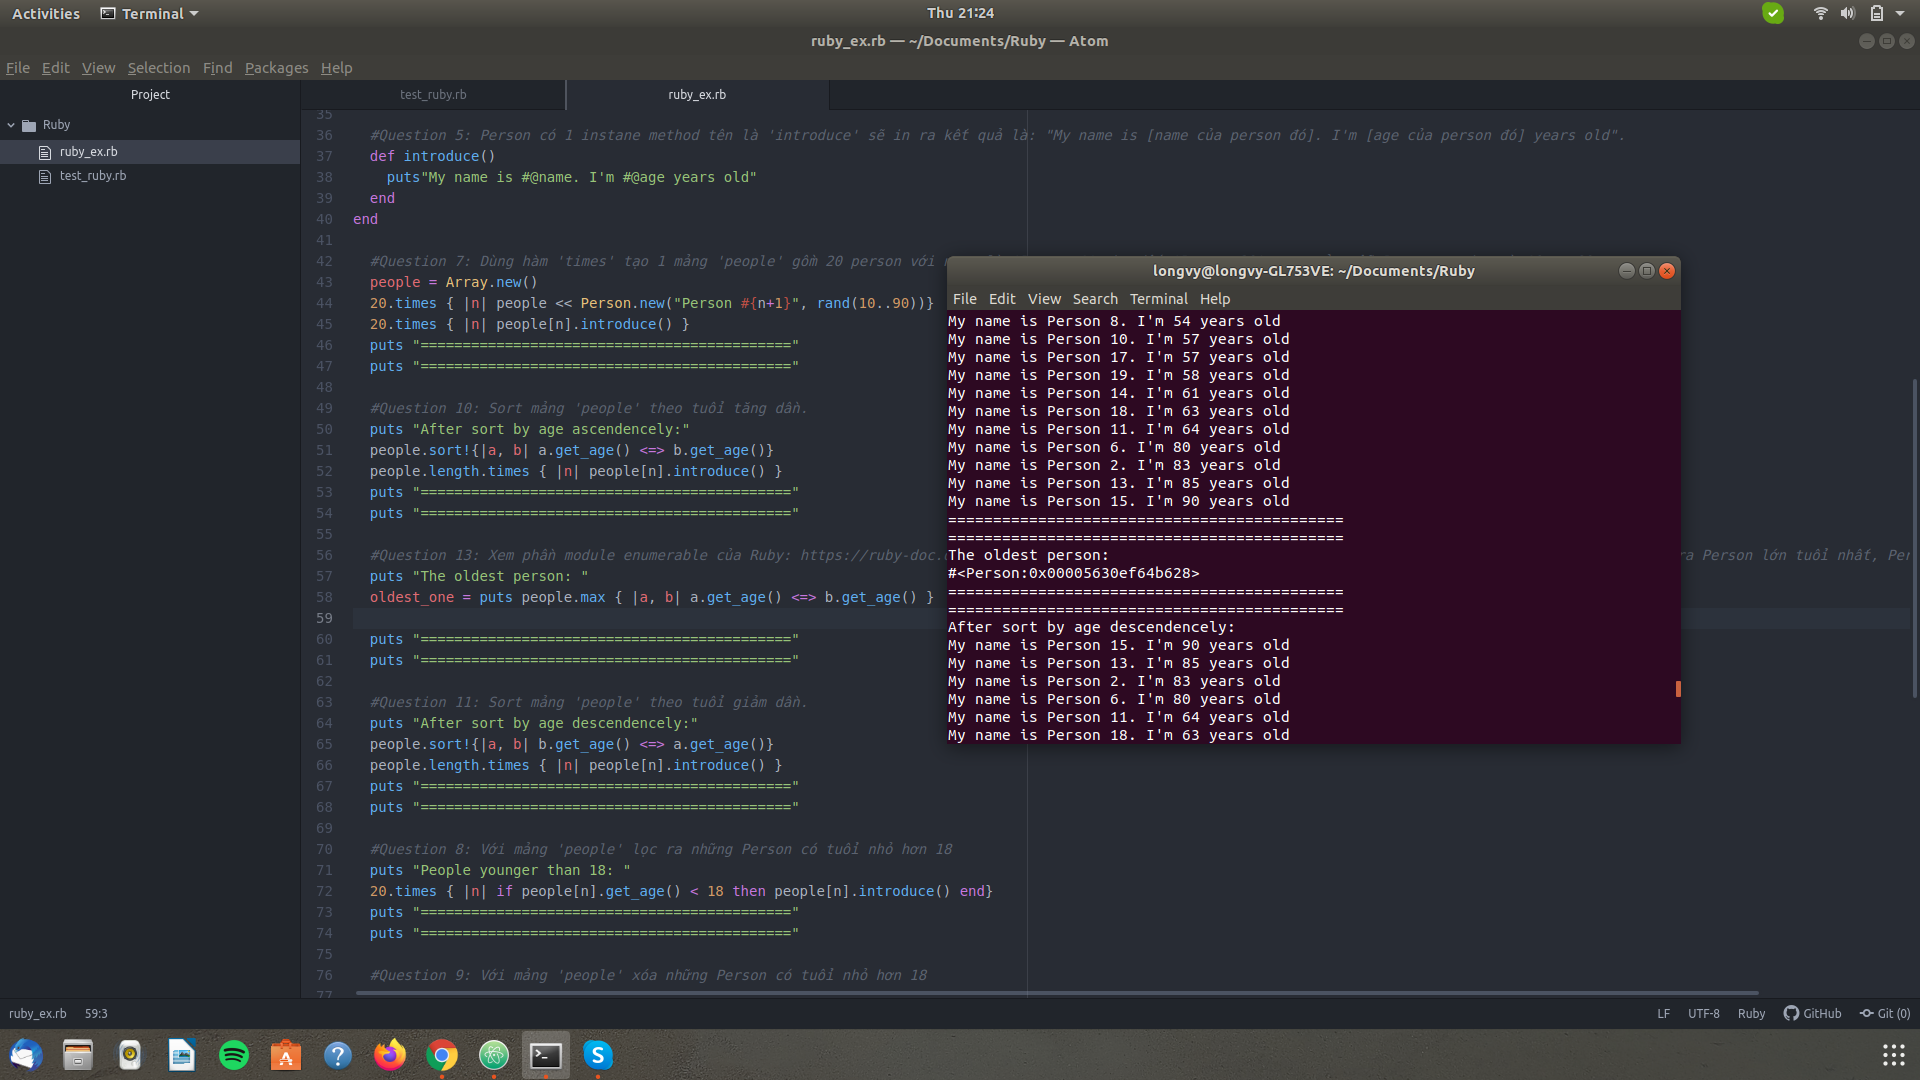 Activities Terminal Thu 21:24
ruby_ex.rb — ~/Documents/Ruby — Atom
File Edit View Selection Find Packages Help
Project
Ruby
ruby_ex.rb
test_ruby.rb
test_ruby.rb ruby_ex.rb
35
36 #Question 5: Person có 1 instane method tên là 'introduce' sẽ in ra kết quả là: "My name is [name của person đó]. I'm [age của person đó] years old".
37 def introduce()
38 puts"My name is #@name. I'm #@age years old"
39 end
40 end
41
42 #Question 7: Dùng hàm 'times' tạo 1 mảng 'people' gồm 20 person với
43 people = Array.new()
44 20.times { |n| people << Person.new("Person #{n+1}", rand(10..90))}
45 20.times { |n| people[n].introduce() }
46 puts "============================================"
47 puts "============================================"
48
49 #Question 10: Sort mảng 'people' theo tuổi tăng dần.
50 puts "After sort by age ascendencely:"
51 people.sort!{|a, b| a.get_age() <=> b.get_age()}
52 people.length.times { |n| people[n].introduce() }
53 puts "============================================"
54 puts "============================================"
55
56 #Question 13: Xem phần module enumerable của Ruby: https://ruby-doc. ra Person lớn tuổi nhất, Per
57 puts "The oldest person: "
58 oldest_one = puts people.max { |a, b| a.get_age() <=> b.get_age() }
59
60 puts "============================================"
61 puts "============================================"
62
63 #Question 11: Sort mảng 'people' theo tuổi giảm dần.
64 puts "After sort by age descendencely:"
65 people.sort!{|a, b| b.get_age() <=> a.get_age()}
66 people.length.times { |n| people[n].introduce() }
67 puts "============================================"
68 puts "============================================"
69
70 #Question 8: Với mảng 'people' lọc ra những Person có tuổi nhỏ hơn 18
71 puts "People younger than 18: "
72 20.times { |n| if people[n].get_age() < 18 then people[n].introduce() end}
73 puts "============================================"
74 puts "============================================"
75
76 #Question 9: Với mảng 'people' xóa những Person có tuổi nhỏ hơn 18
77
longvy@longvy-GL753VE: ~/Documents/Ruby
File Edit View Search Terminal Help
My name is Person 8. I'm 54 years old
My name is Person 10. I'm 57 years old
My name is Person 17. I'm 57 years old
My name is Person 19. I'm 58 years old
My name is Person 14. I'm 61 years old
My name is Person 18. I'm 63 years old
My name is Person 11. I'm 64 years old
My name is Person 6. I'm 80 years old
My name is Person 2. I'm 83 years old
My name is Person 13. I'm 85 years old
My name is Person 15. I'm 90 years old
============================================
============================================
The oldest person:
#<Person:0x00005630ef64b628>
============================================
============================================
After sort by age descendencely:
My name is Person 15. I'm 90 years old
My name is Person 13. I'm 85 years old
My name is Person 2. I'm 83 years old
My name is Person 6. I'm 80 years old
My name is Person 11. I'm 64 years old
My name is Person 18. I'm 63 years old
ruby_ex.rb 59:3 LF UTF-8 Ruby GitHub Git (0)